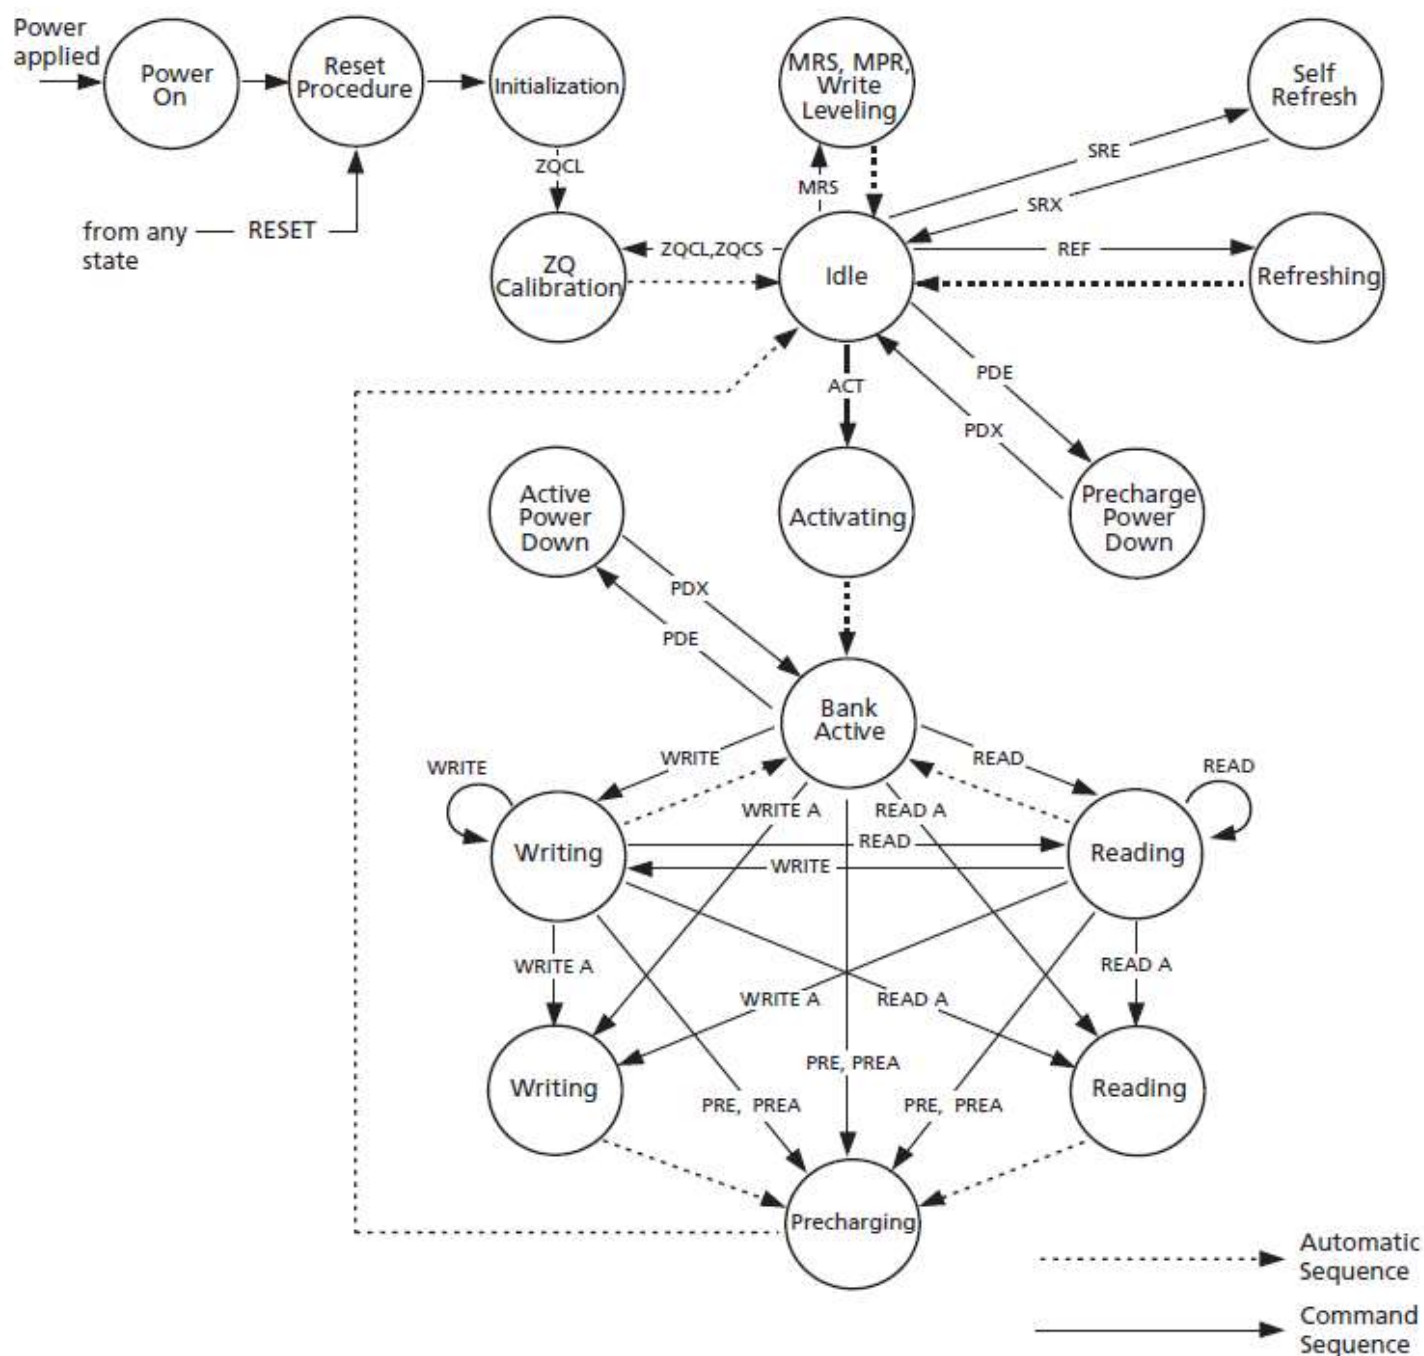 Power
applied
Power
On
Reset
Procedure
Initialization
MRS, MPR,
Write
Leveling
Self
Refresh
SRE
ZQCL
MRS
SRX
from any
state
RESET
ZQCL,ZQCS
REF
ZQ
Calibration
Idle
Refreshing
ACT
PDE
PDX
Active
Power
Down
Activating
Precharge
Power
Down
PDX
PDE
Bank
Active
WRITE
WRITE
READ
READ
WRITE A
READ A
Writing
READ
Reading
WRITE
WRITE A
READ A
WRITE A
READ A
Writing
PRE, PREA
Reading
PRE, PREA
PRE, PREA
Precharging
Automatic
Sequence
Command
Sequence